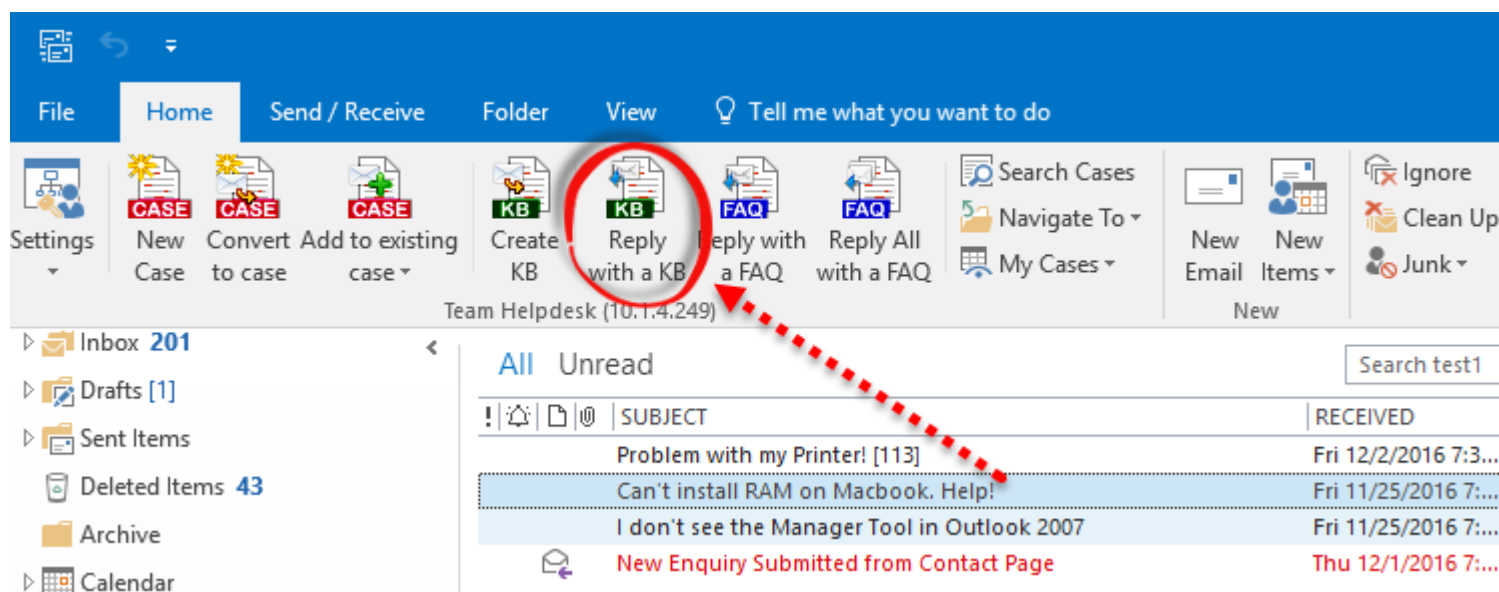 File Home Send / Receive Folder View Tell me what you want to do
CASE CASE CASE KB KB FAQ FAQ
Settings New Case Convert to case Add to existing case Create KB Reply with a KB Reply with a FAQ Reply All with a FAQ
Search Cases
Navigate To
My Cases
New Email New Items
Ignore
Clean Up
Junk
Team Helpdesk (10.1.4.249) New
Inbox 201
Drafts [1]
Sent Items
Deleted Items 43
Archive
Calendar
All Unread Search test1
! SUBJECT RECEIVED
Problem with my Printer! [113] Fri 12/2/2016 7:3...
Can't install RAM on Macbook. Help! Fri 11/25/2016 7:...
I don't see the Manager Tool in Outlook 2007 Fri 11/25/2016 7:...
New Enquiry Submitted from Contact Page Thu 12/1/2016 7:...